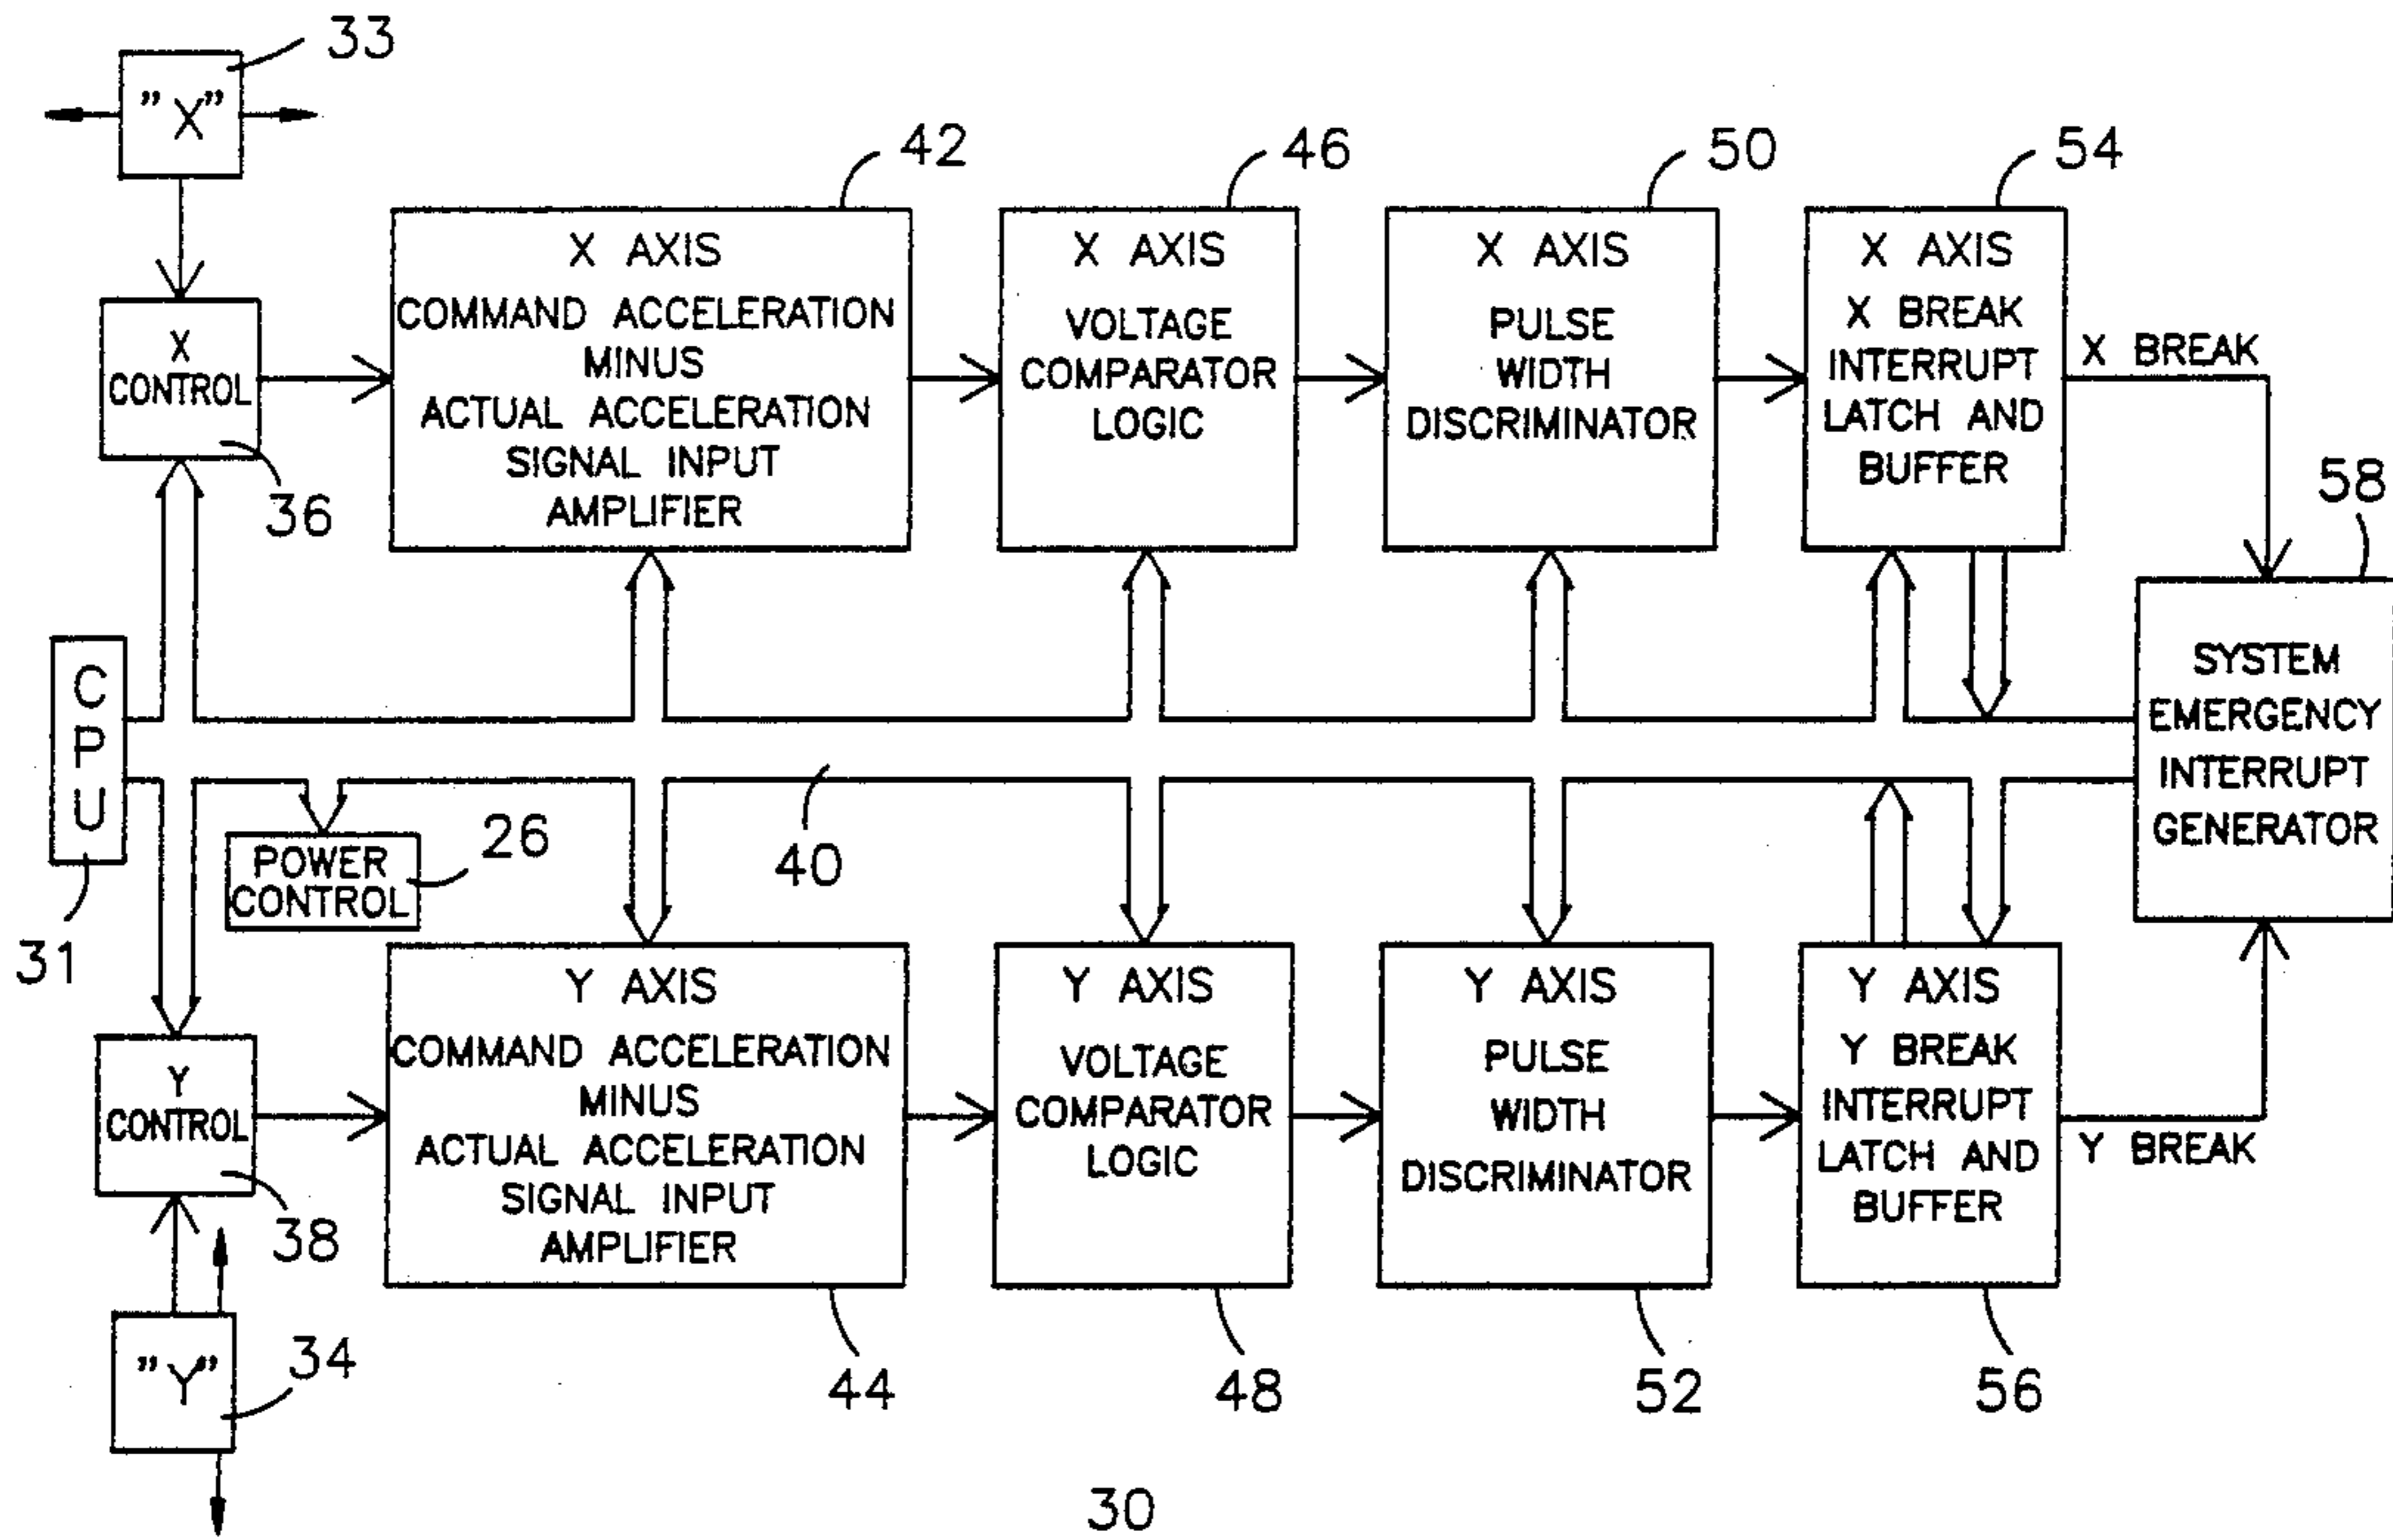 33
"X"
42
46
50
54
X
CONTROL
36
X AXIS
COMMAND ACCELERATION
MINUS
ACTUAL ACCELERATION
SIGNAL INPUT
AMPLIFIER
X AXIS
VOLTAGE
COMPARATOR
LOGIC
X AXIS
PULSE
WIDTH
DISCRIMINATOR
X AXIS
X BREAK
INTERRUPT
LATCH AND
BUFFER
X BREAK
58
C
P
U
31
POWER
CONTROL
26
40
SYSTEM
EMERGENCY
INTERRUPT
GENERATOR
Y
CONTROL
38
Y AXIS
COMMAND ACCELERATION
MINUS
ACTUAL ACCELERATION
SIGNAL INPUT
AMPLIFIER
Y AXIS
VOLTAGE
COMPARATOR
LOGIC
Y AXIS
PULSE
WIDTH
DISCRIMINATOR
Y AXIS
Y BREAK
INTERRUPT
LATCH AND
BUFFER
Y BREAK
"Y"
34
44
48
52
56
30